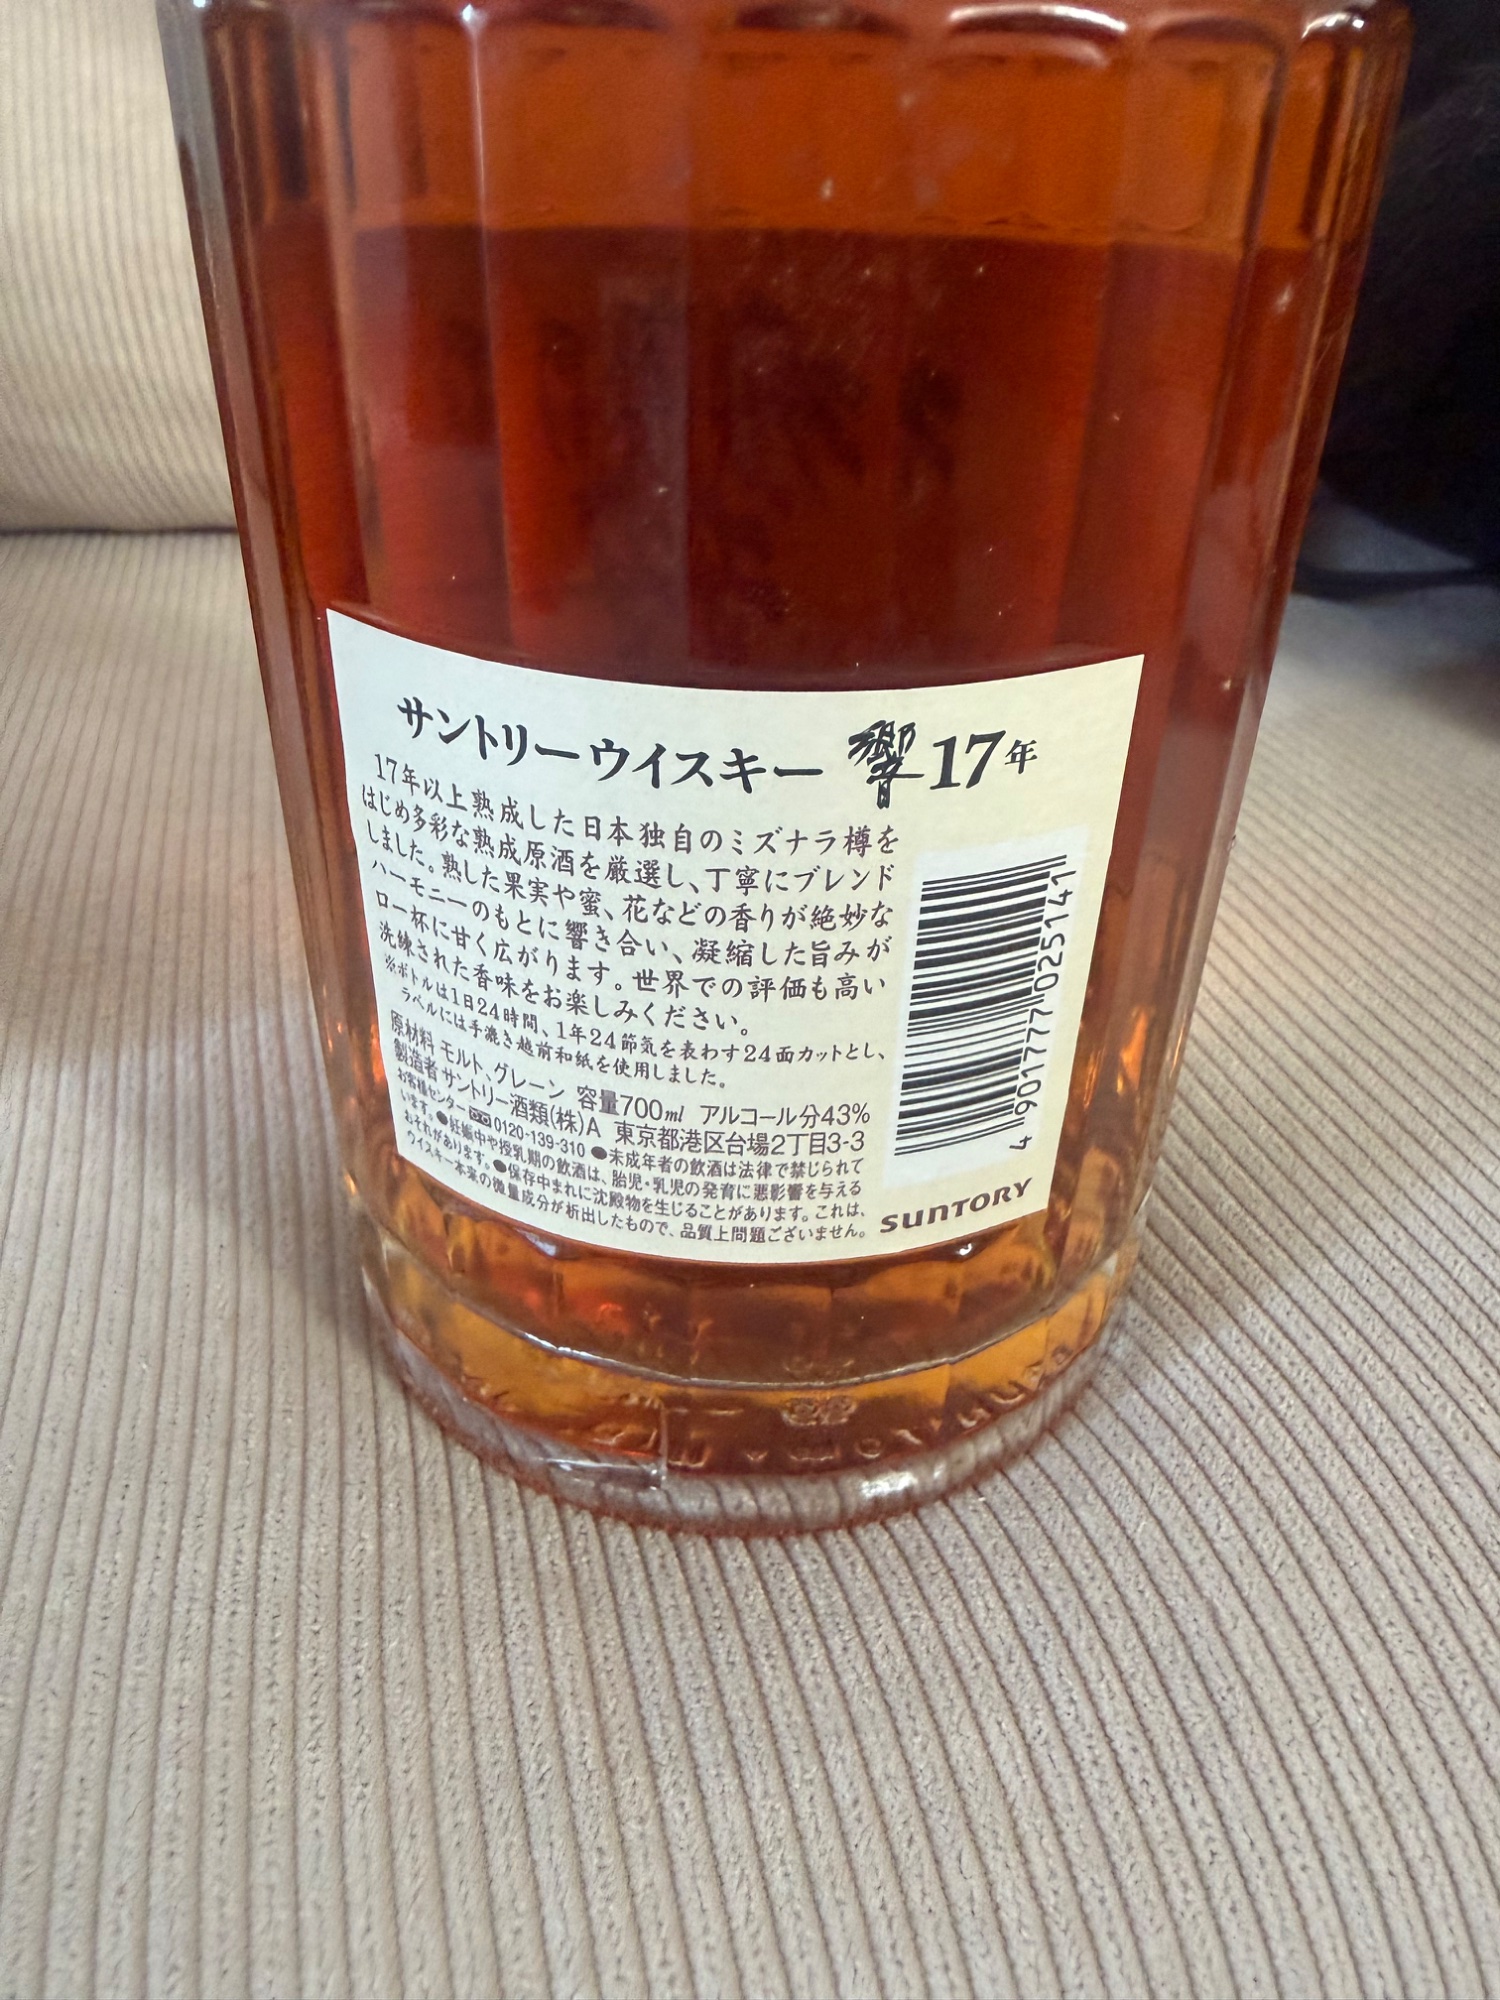 サントリーウイスキー 響 17年
17年以上熟成した日本独自のミズナラ樽を
はじめ多彩な熟成原酒を厳選し、丁寧にブレンド
しました。熟した果実や蜜、花などの香りが絶妙な
ハーモニーのもとに響き合い、凝縮した旨みが
口一杯に甘く広がります。世界での評価も高い
洗練された香味をお楽しみください。
※ボトルは1日24時間、1年24節気を表わす24面カットとし、
ラベルには手漉き越前和紙を使用しました。
原材料 モルト、グレーン 容量700ml アルコール分43%
製造者 サントリー酒類(株)A 東京都港区台場2丁目3-3
お客様センター 0120-139-310 ●未成年者の飲酒は法律で禁じられて
います。●妊娠中や授乳期の飲酒は、胎児・乳児の発育に悪影響を与える
おそれがあります。●保存中まれに沈殿物を生じることがあります。これは、
ウイスキー本来の微量成分が析出したもので、品質上問題ございません。
4 901777 025141
SUNTORY